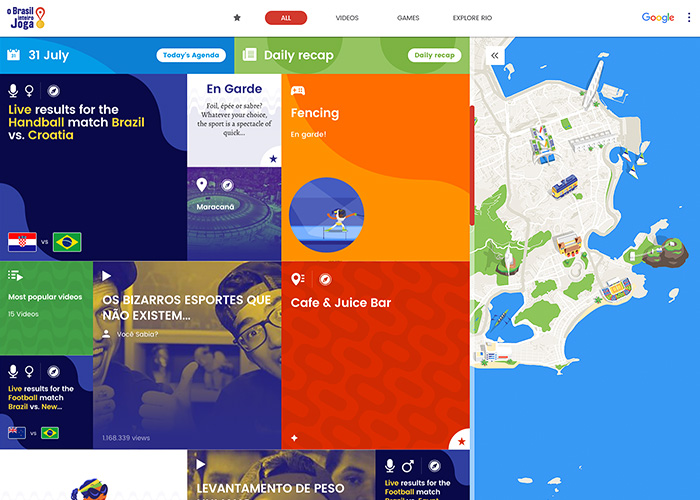 o Brasil
inteiro
Joga
ALL
VIDEOS
GAMES
EXPLORE RIO
Google
31 July
Today's Agenda
Daily recap
Daily recap
Live results for the
Handball match Brazil
vs. Croatia
vs
En Garde
Foil, épée or sabre?
Whatever your choice,
the sport is a spectacle of
quick...
Maracanã
Fencing
En garde!
Most popular videos
15 Videos
OS BIZARROS ESPORTES QUE
NÃO EXISTEM...
Você Sabia?
1.168.339 views
Cafe & Juice Bar
Live results for the
Football match
Brazil vs. New...
vs
LEVANTAMENTO DE PESO
Live results for the
Handball match